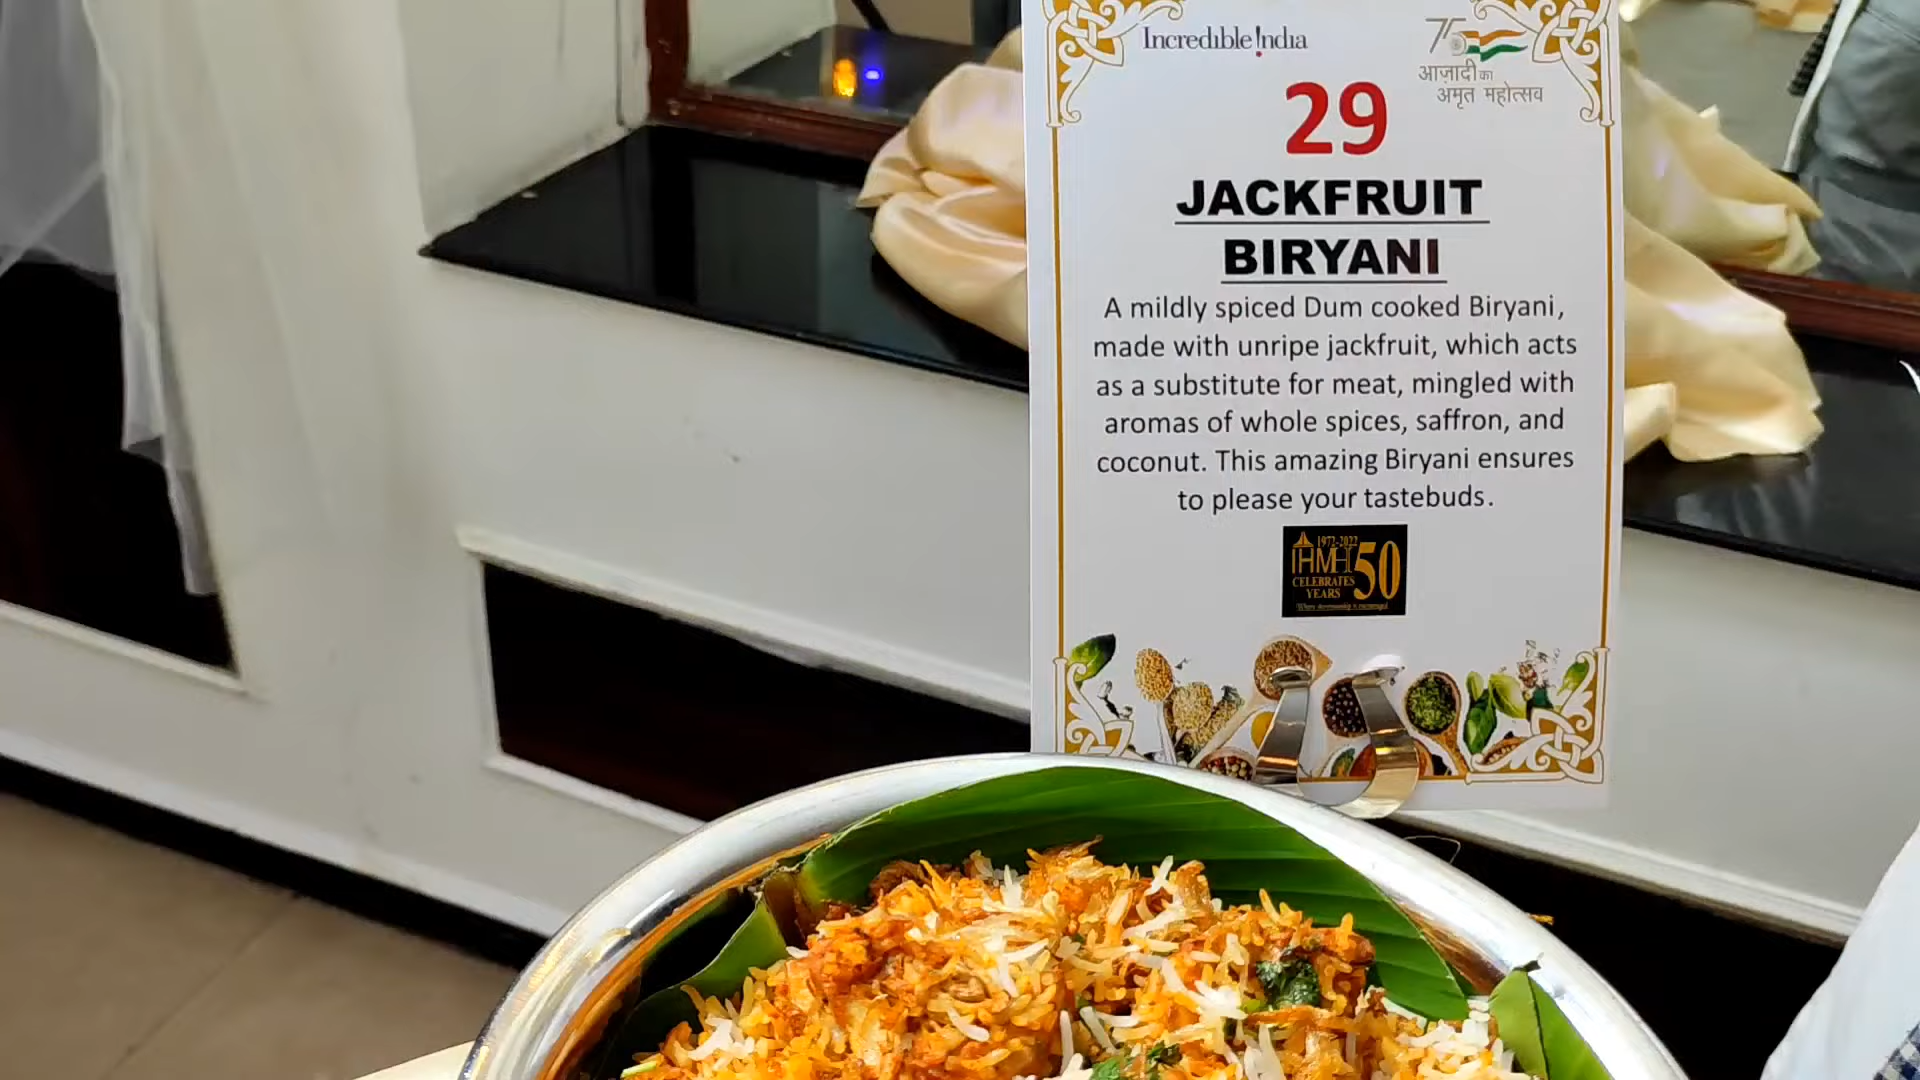 Incredible !ndia
75
आज़ादी का
अमृत महोत्सव
29
JACKFRUIT
BIRYANI
A mildly spiced Dum cooked Biryani,
made with unripe jackfruit, which acts
as a substitute for meat, mingled with
aromas of whole spices, saffron, and
coconut. This amazing Biryani ensures
to please your tastebuds.
1972-2022
IHMH 50
CELEBRATES
YEARS